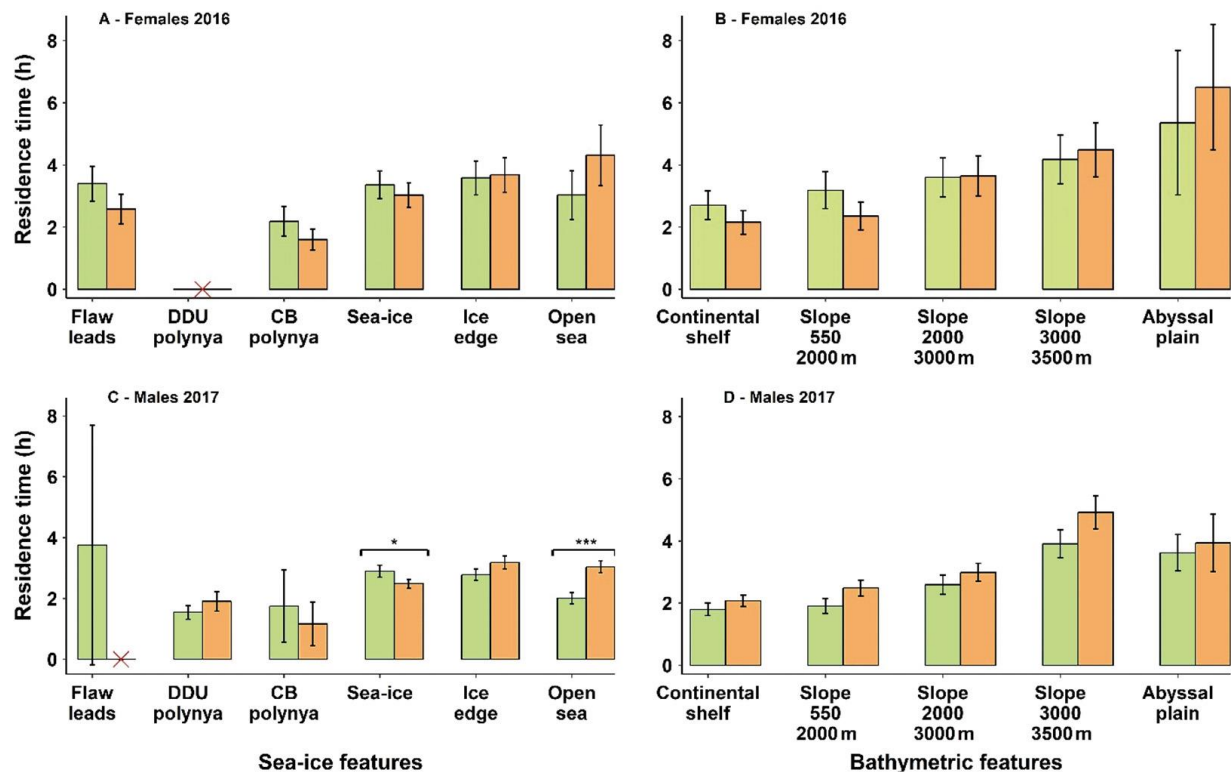 A - Females 2016
Residence time (h)
8
6
4
2
0
Flaw leads
DDU polynya
CB polynya
Sea-ice
Ice edge
Open sea
B - Females 2016
8
6
4
2
0
Continental shelf
Slope 550 2000 m
Slope 2000 3000 m
Slope 3000 3500 m
Abyssal plain
C - Males 2017
Residence time (h)
8
6
4
2
0
*
***
Flaw leads
DDU polynya
CB polynya
Sea-ice
Ice edge
Open sea
Sea-ice features
D - Males 2017
8
6
4
2
0
Continental shelf
Slope 550 2000 m
Slope 2000 3000 m
Slope 3000 3500 m
Abyssal plain
Bathymetric features